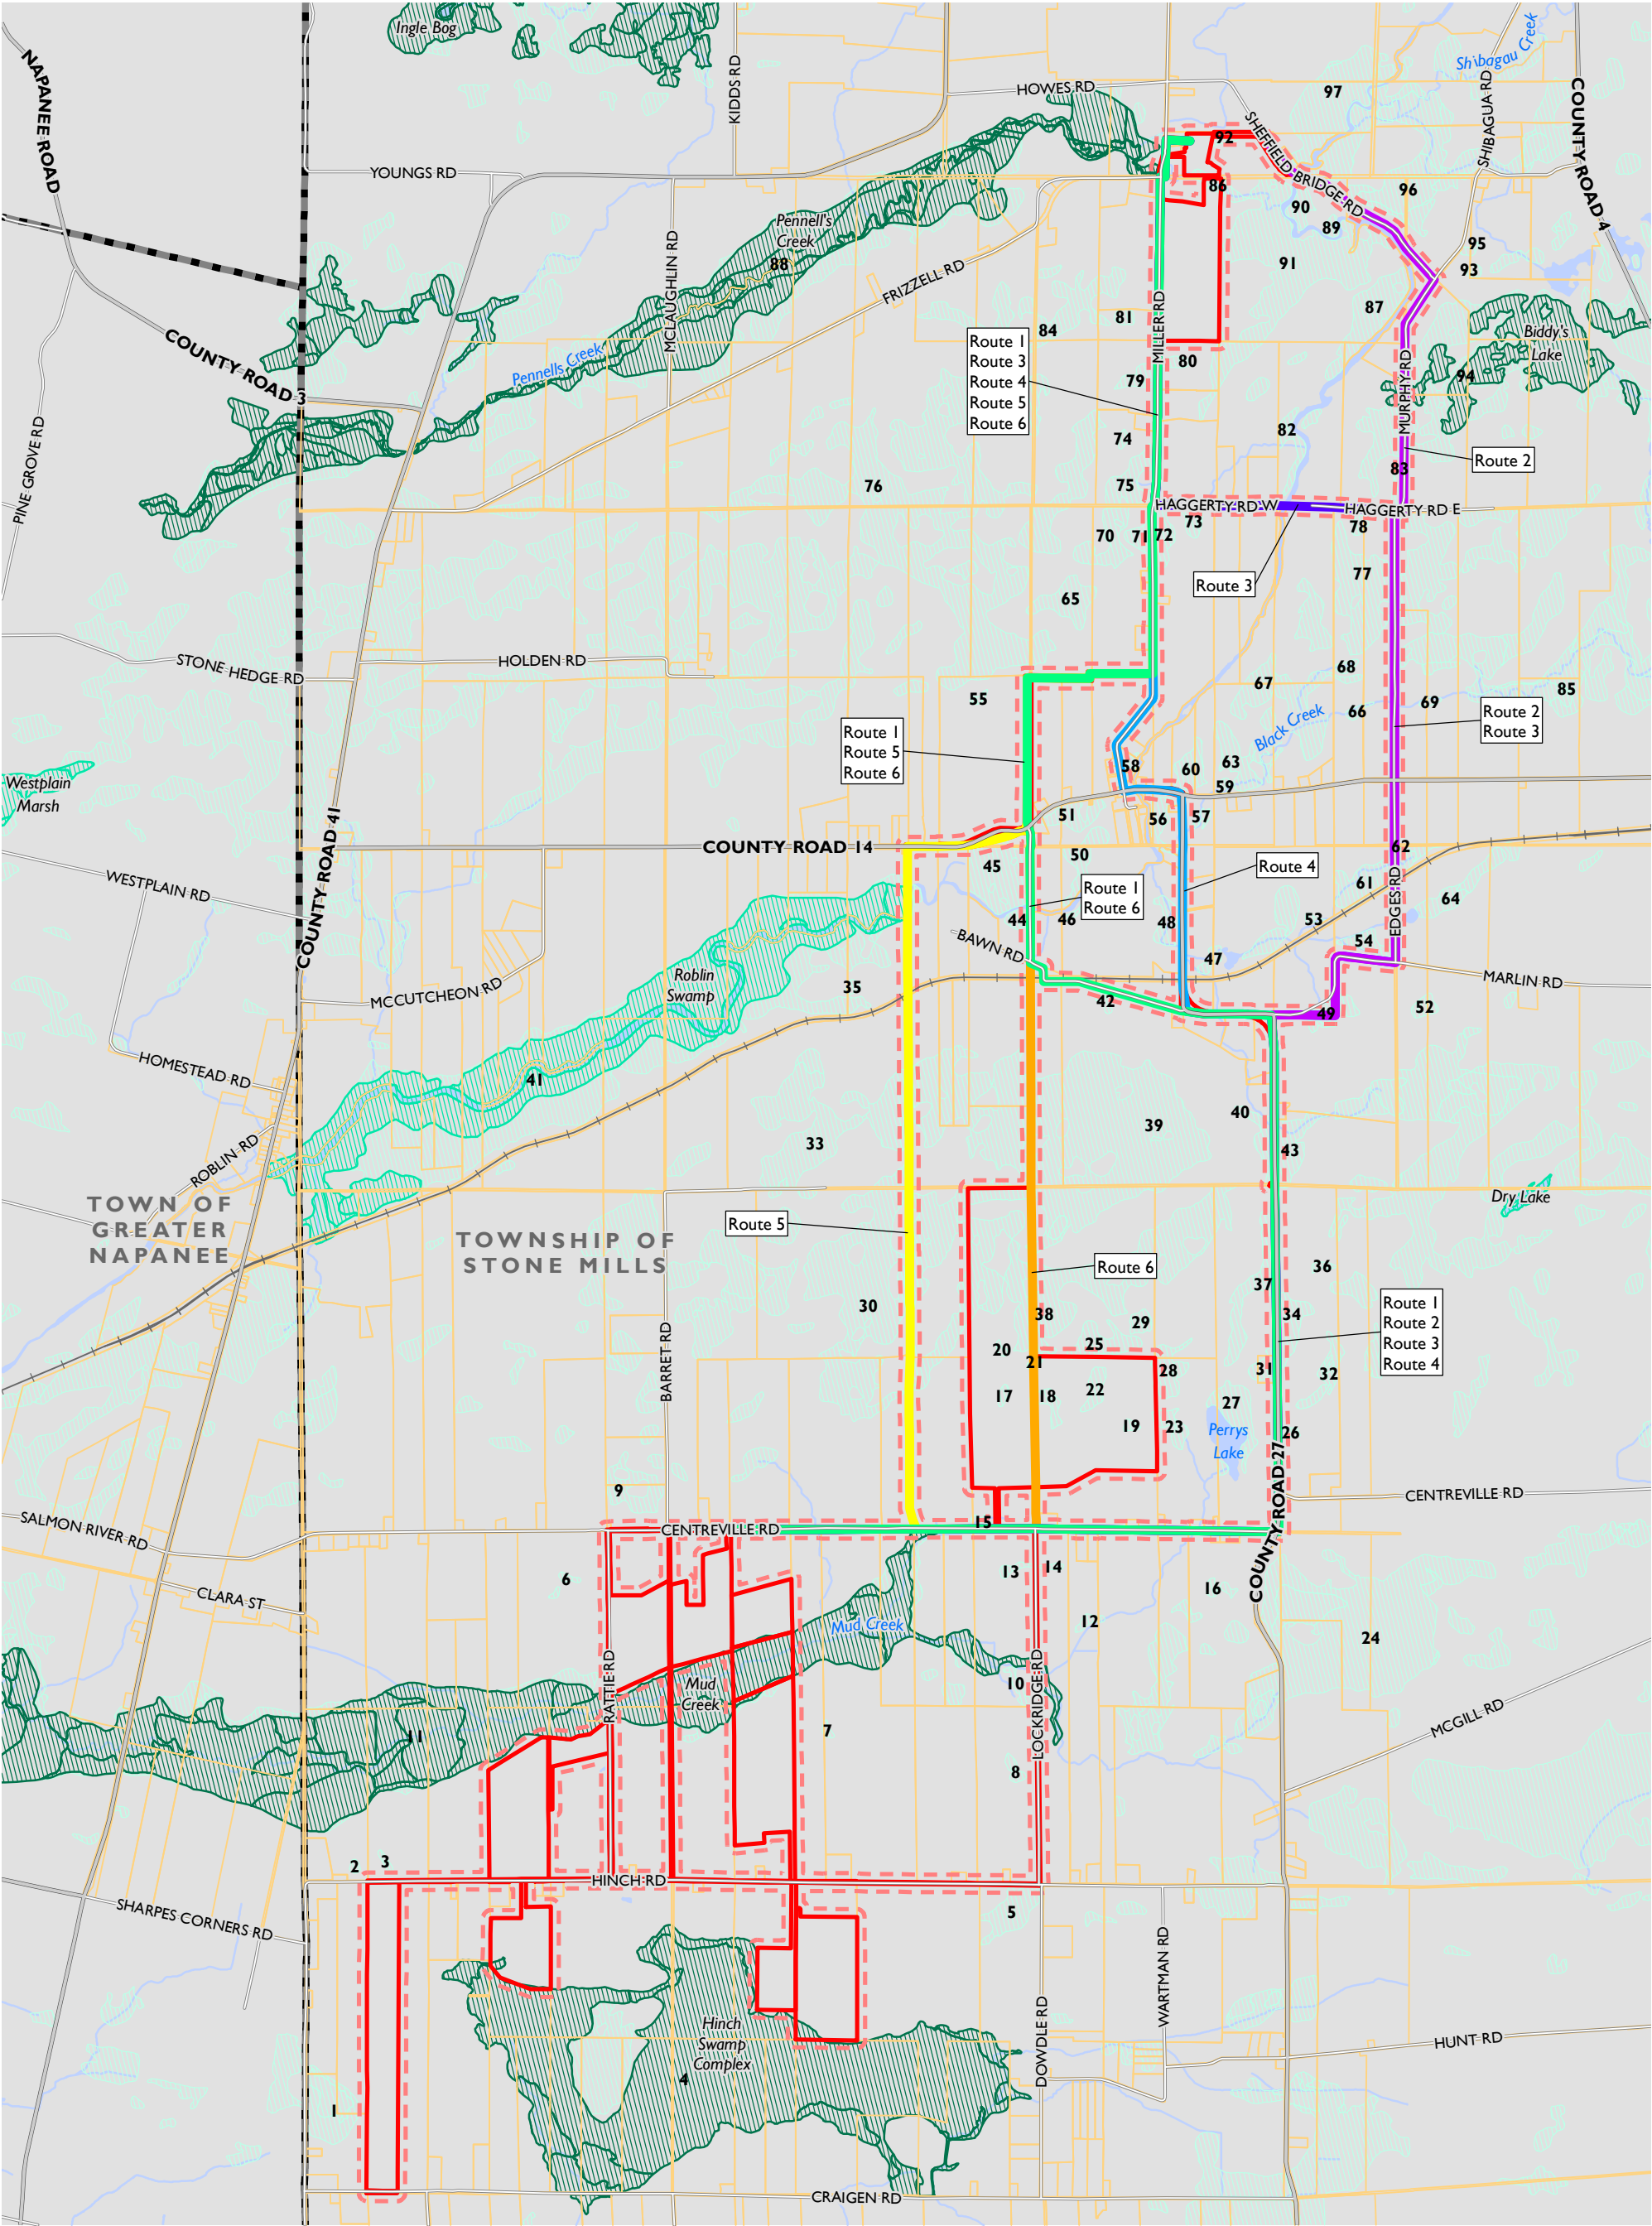 Ingle Bog
NAPANEE ROAD
KIDDS RD
HOWES RD
Shibagau Creek
SHIBAGUA RD
COUNTY ROAD 4
97
92
SHEFFIELD BRIDGE RD
YOUNGS RD
86
96
90
89
Pennell's
Creek
88
MCLAUGHLIN RD
FRIZZELL RD
95
93
91
87
81
84
MILLER RD
Biddy's
Lake
COUNTY ROAD 3
Pennells Creek
Route 1
Route 3
Route 4
Route 5
Route 6
80
79
94
MURPHY RD
PINE GROVE RD
74
82
Route 2
83
76
75
HAGGERTY RD W
HAGGERTY RD E
73
78
70
71
72
77
Route 3
65
STONE HEDGE RD
HOLDEN RD
68
67
85
55
69
66
Black Creek
Route 2
Route 3
Route 1
Route 5
Route 6
58
60
63
59
Westplain
Marsh
COUNTY ROAD 41
51
56
57
COUNTY ROAD 14
62
50
45
Route 4
WESTPLAIN RD
61
EDGES RD
64
Route 1
Route 6
44
46
48
53
54
BAWN RD
47
MARLIN RD
Roblin
Swamp
35
MCCUTCHEON RD
42
49
52
HOMESTEAD RD
41
40
39
33
43
ROBLIN RD
TOWN OF
GREATER
NAPANEE
Dry Lake
Route 5
TOWNSHIP OF
STONE MILLS
Route 6
36
37
30
38
34
29
Route 1
Route 2
Route 3
Route 4
25
20
21
28
31
32
BARRET RD
17
18
22
27
19
23
26
Perrys
Lake
COUNTY ROAD 27
9
CENTREVILLE RD
SALMON RIVER RD
15
CENTREVILLE RD
13
14
6
16
CLARA ST
12
Mud Creek
24
RATTIE RD
LOCKRIDGE RD
10
Mud
Creek
MCGILL RD
7
11
8
2
3
HINCH RD
SHARPES CORNERS RD
5
WARTMAN RD
DOWDLE RD
Hinch
Swamp
Complex
4
HUNT RD
1
CRAIGEN RD